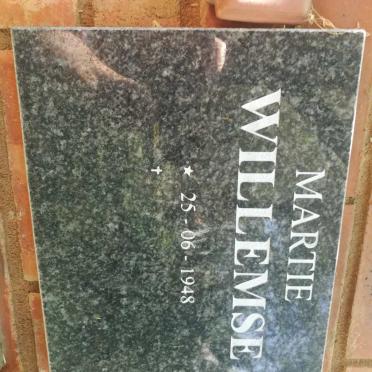 MARTIE
WILLEMSE
★ 25 - 06 - 1948
✝